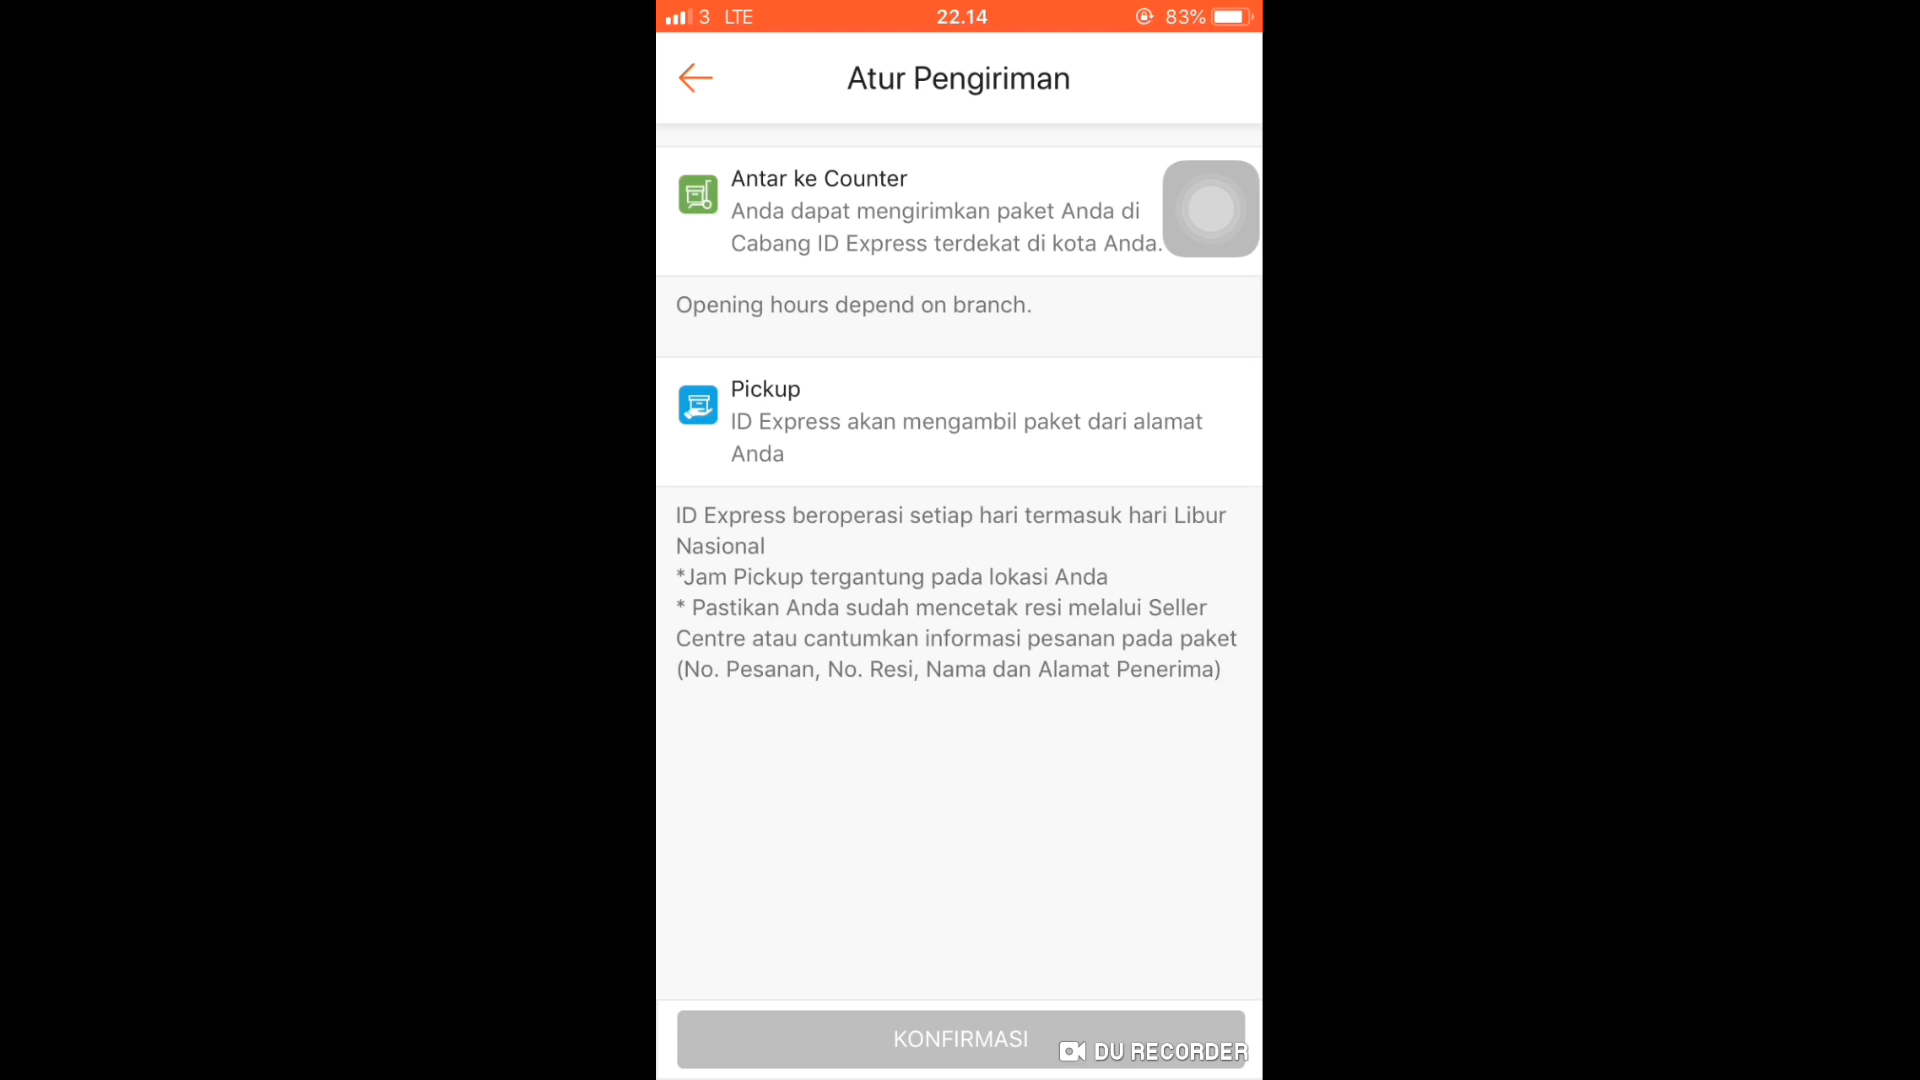 3 LTE 22.14 83%
Atur Pengiriman
Antar ke Counter
Anda dapat mengirimkan paket Anda di
Cabang ID Express terdekat di kota Anda.
Opening hours depend on branch.
Pickup
ID Express akan mengambil paket dari alamat
Anda
ID Express beroperasi setiap hari termasuk hari Libur
Nasional
*Jam Pickup tergantung pada lokasi Anda
* Pastikan Anda sudah mencetak resi melalui Seller
Centre atau cantumkan informasi pesanan pada paket
(No. Pesanan, No. Resi, Nama dan Alamat Penerima)
KONFIRMASI
DU RECORDER